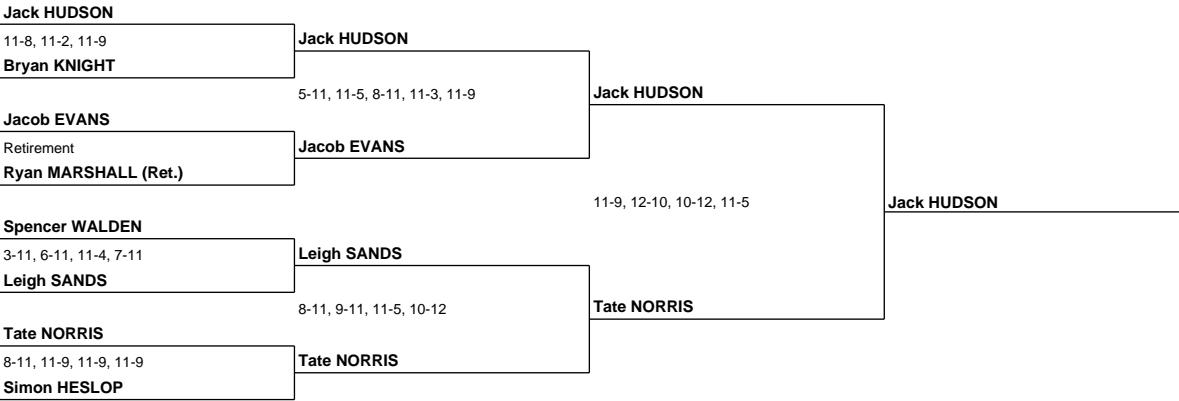 Jack HUDSON
11-8, 11-2, 11-9
Bryan KNIGHT
Jack HUDSON
5-11, 11-5, 8-11, 11-3, 11-9
Jack HUDSON
Jacob EVANS
Retirement
Ryan MARSHALL (Ret.)
Jacob EVANS
11-9, 12-10, 10-12, 11-5
Jack HUDSON
Spencer WALDEN
3-11, 6-11, 11-4, 7-11
Leigh SANDS
Leigh SANDS
8-11, 9-11, 11-5, 10-12
Tate NORRIS
Tate NORRIS
8-11, 11-9, 11-9, 11-9
Simon HESLOP
Tate NORRIS